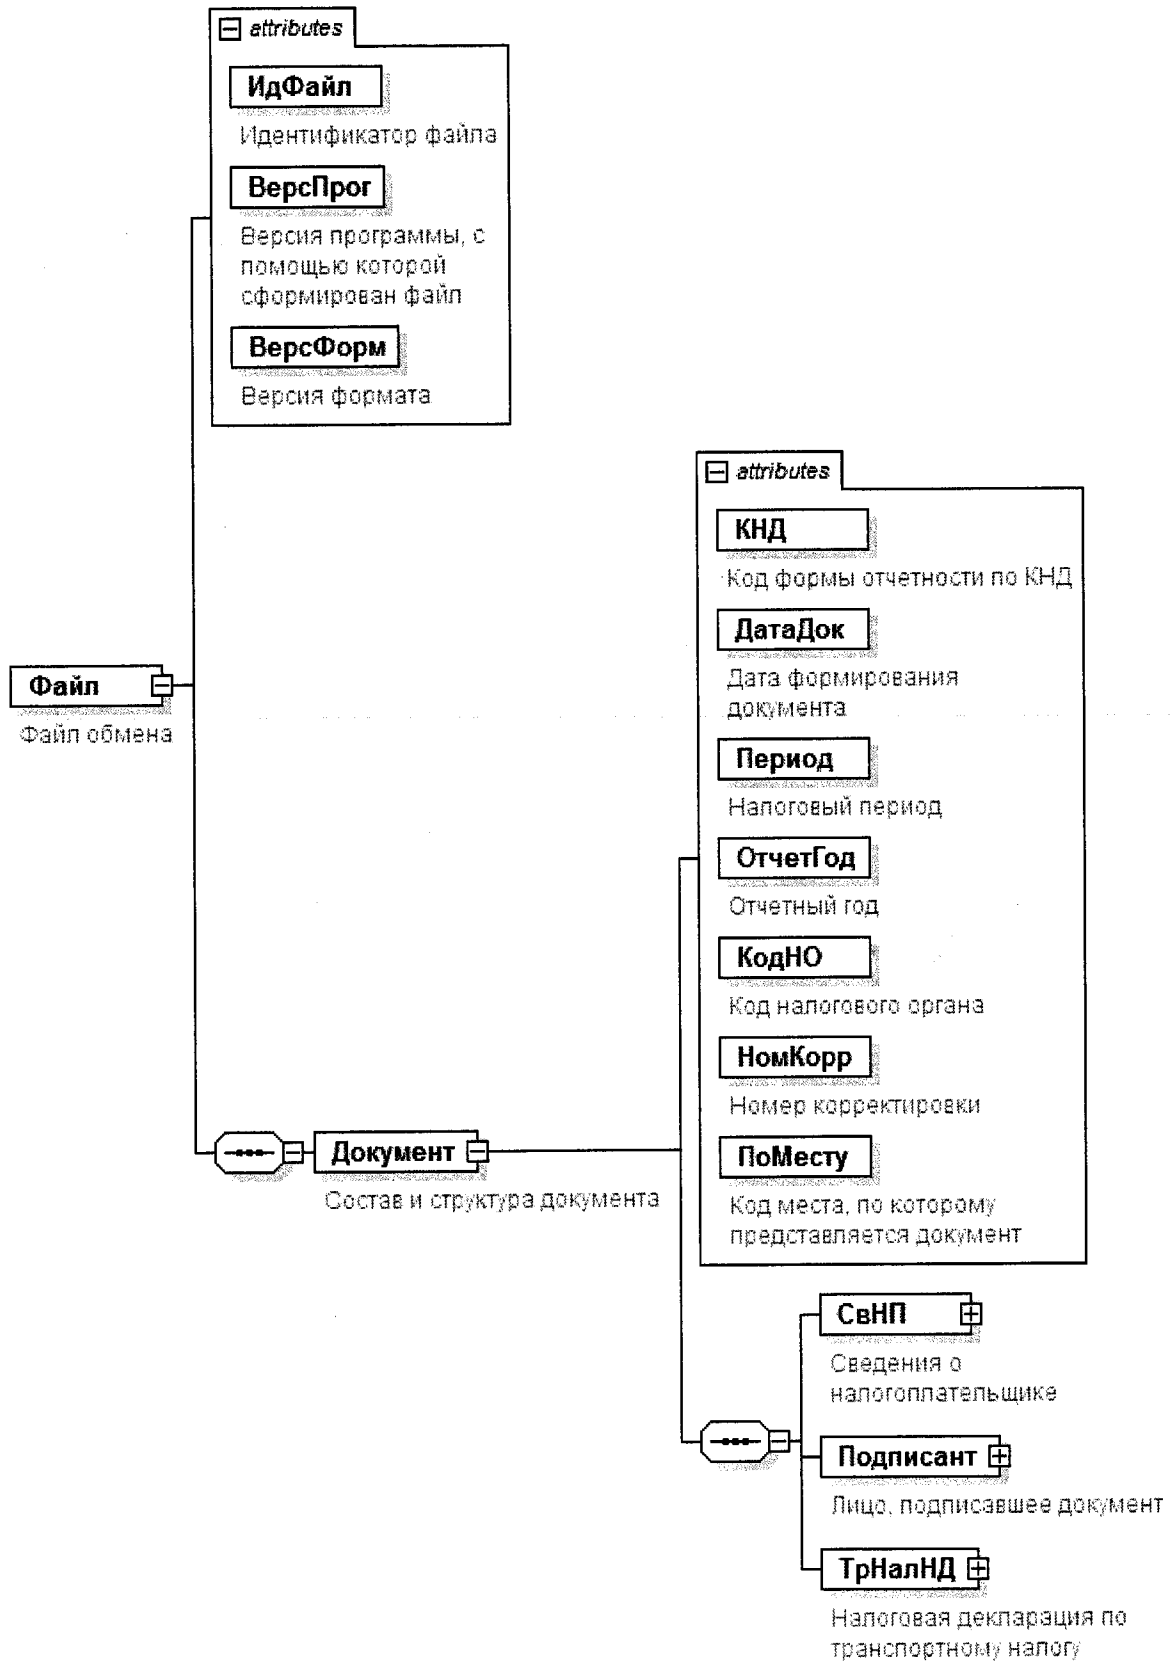 attributes
ИдФайл
Идентификатор файла
ВерсПрог
Версия программы, с
помощью которой
сформирован файл
ВерсФорм
Версия формата
attributes
КНД
Код формы отчетности по КНД
ДатаДок
Дата формирования
документа
Период
Налоговый период
ОтчетГод
Отчетный год
КодНО
Код налогового органа
НомКорр
Номер корректировки
ПоМесту
Код места, по которому
представляется документ
Файл
Файл обмена
Документ
Состав и структура документа
СвНП
Сведения о
налогоплательщике
Подписант
Лицо, подписавшее документ
ТрНалНД
Налоговая декларация по
транспортному налогу